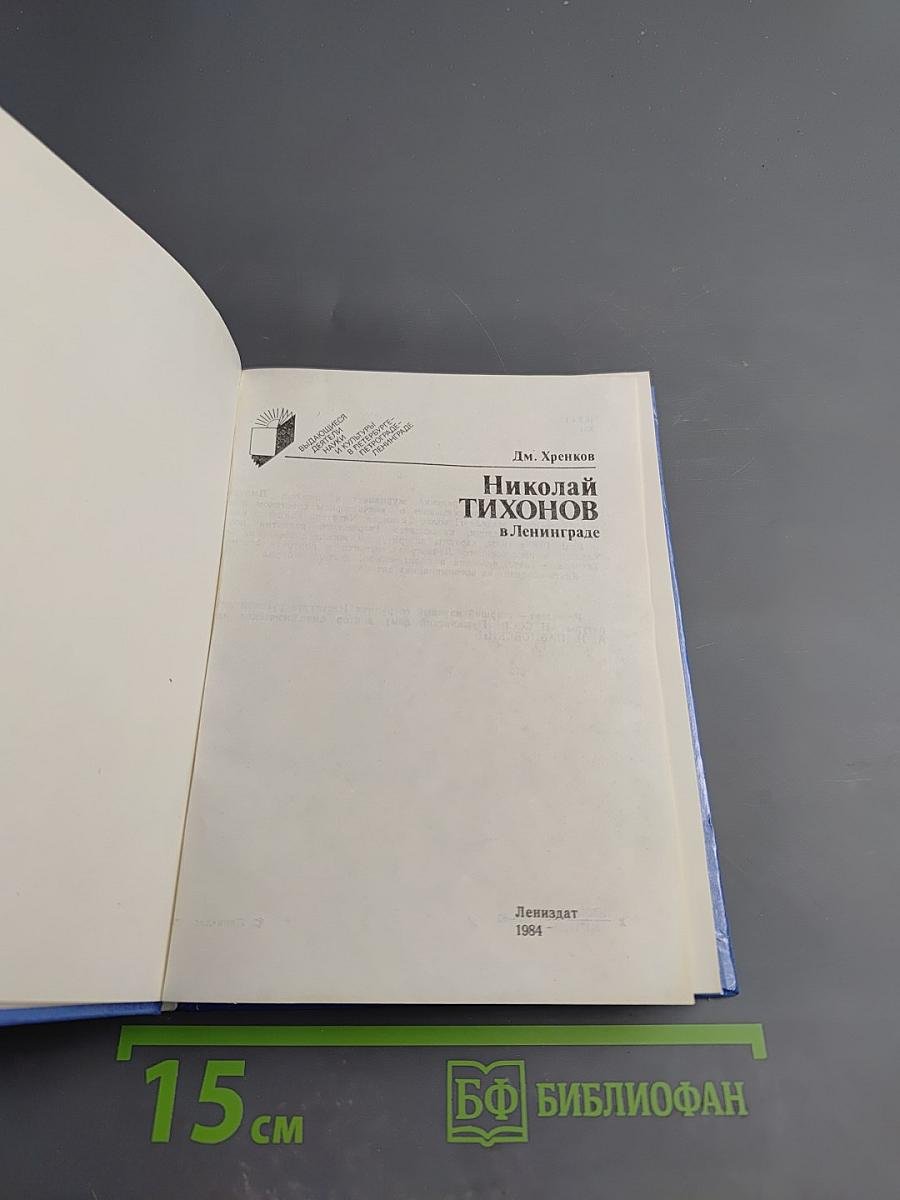 ВЫДАЮЩИЕСЯ
ДЕЯТЕЛИ
НАУКИ
И КУЛЬТУРЫ
В ПЕТЕРБУРГЕ–
ПЕТРОГРАДЕ–
ЛЕНИНГРАДЕ
Дм. Хренков
Николай
ТИХОНОВ
в Ленинграде
Лениздат
1984
15 см
БФ БИБЛИОФАН